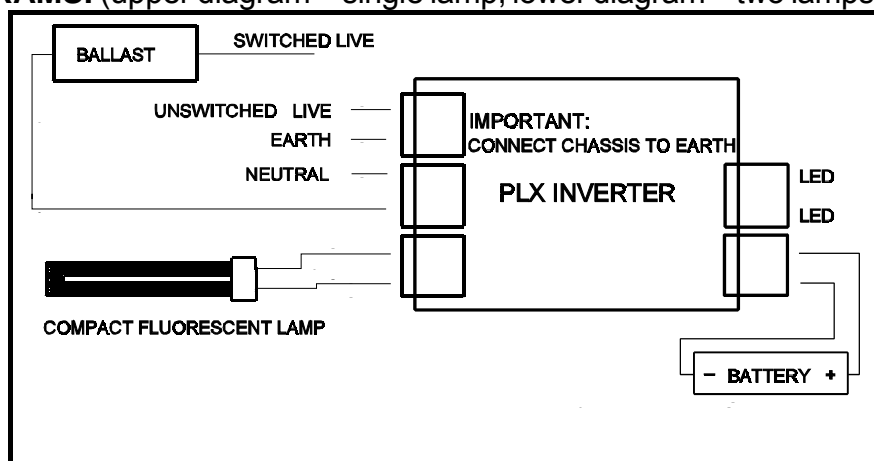 RAMS: (upper diagram – single lamp, lower diagram – two lamps
BALLAST
SWITCHED LIVE
UNSWITCHED LIVE
EARTH
NEUTRAL
IMPORTANT:
CONNECT CHASSIS TO EARTH
PLX INVERTER
LED
LED
COMPACT FLUORESCENT LAMP
- BATTERY +